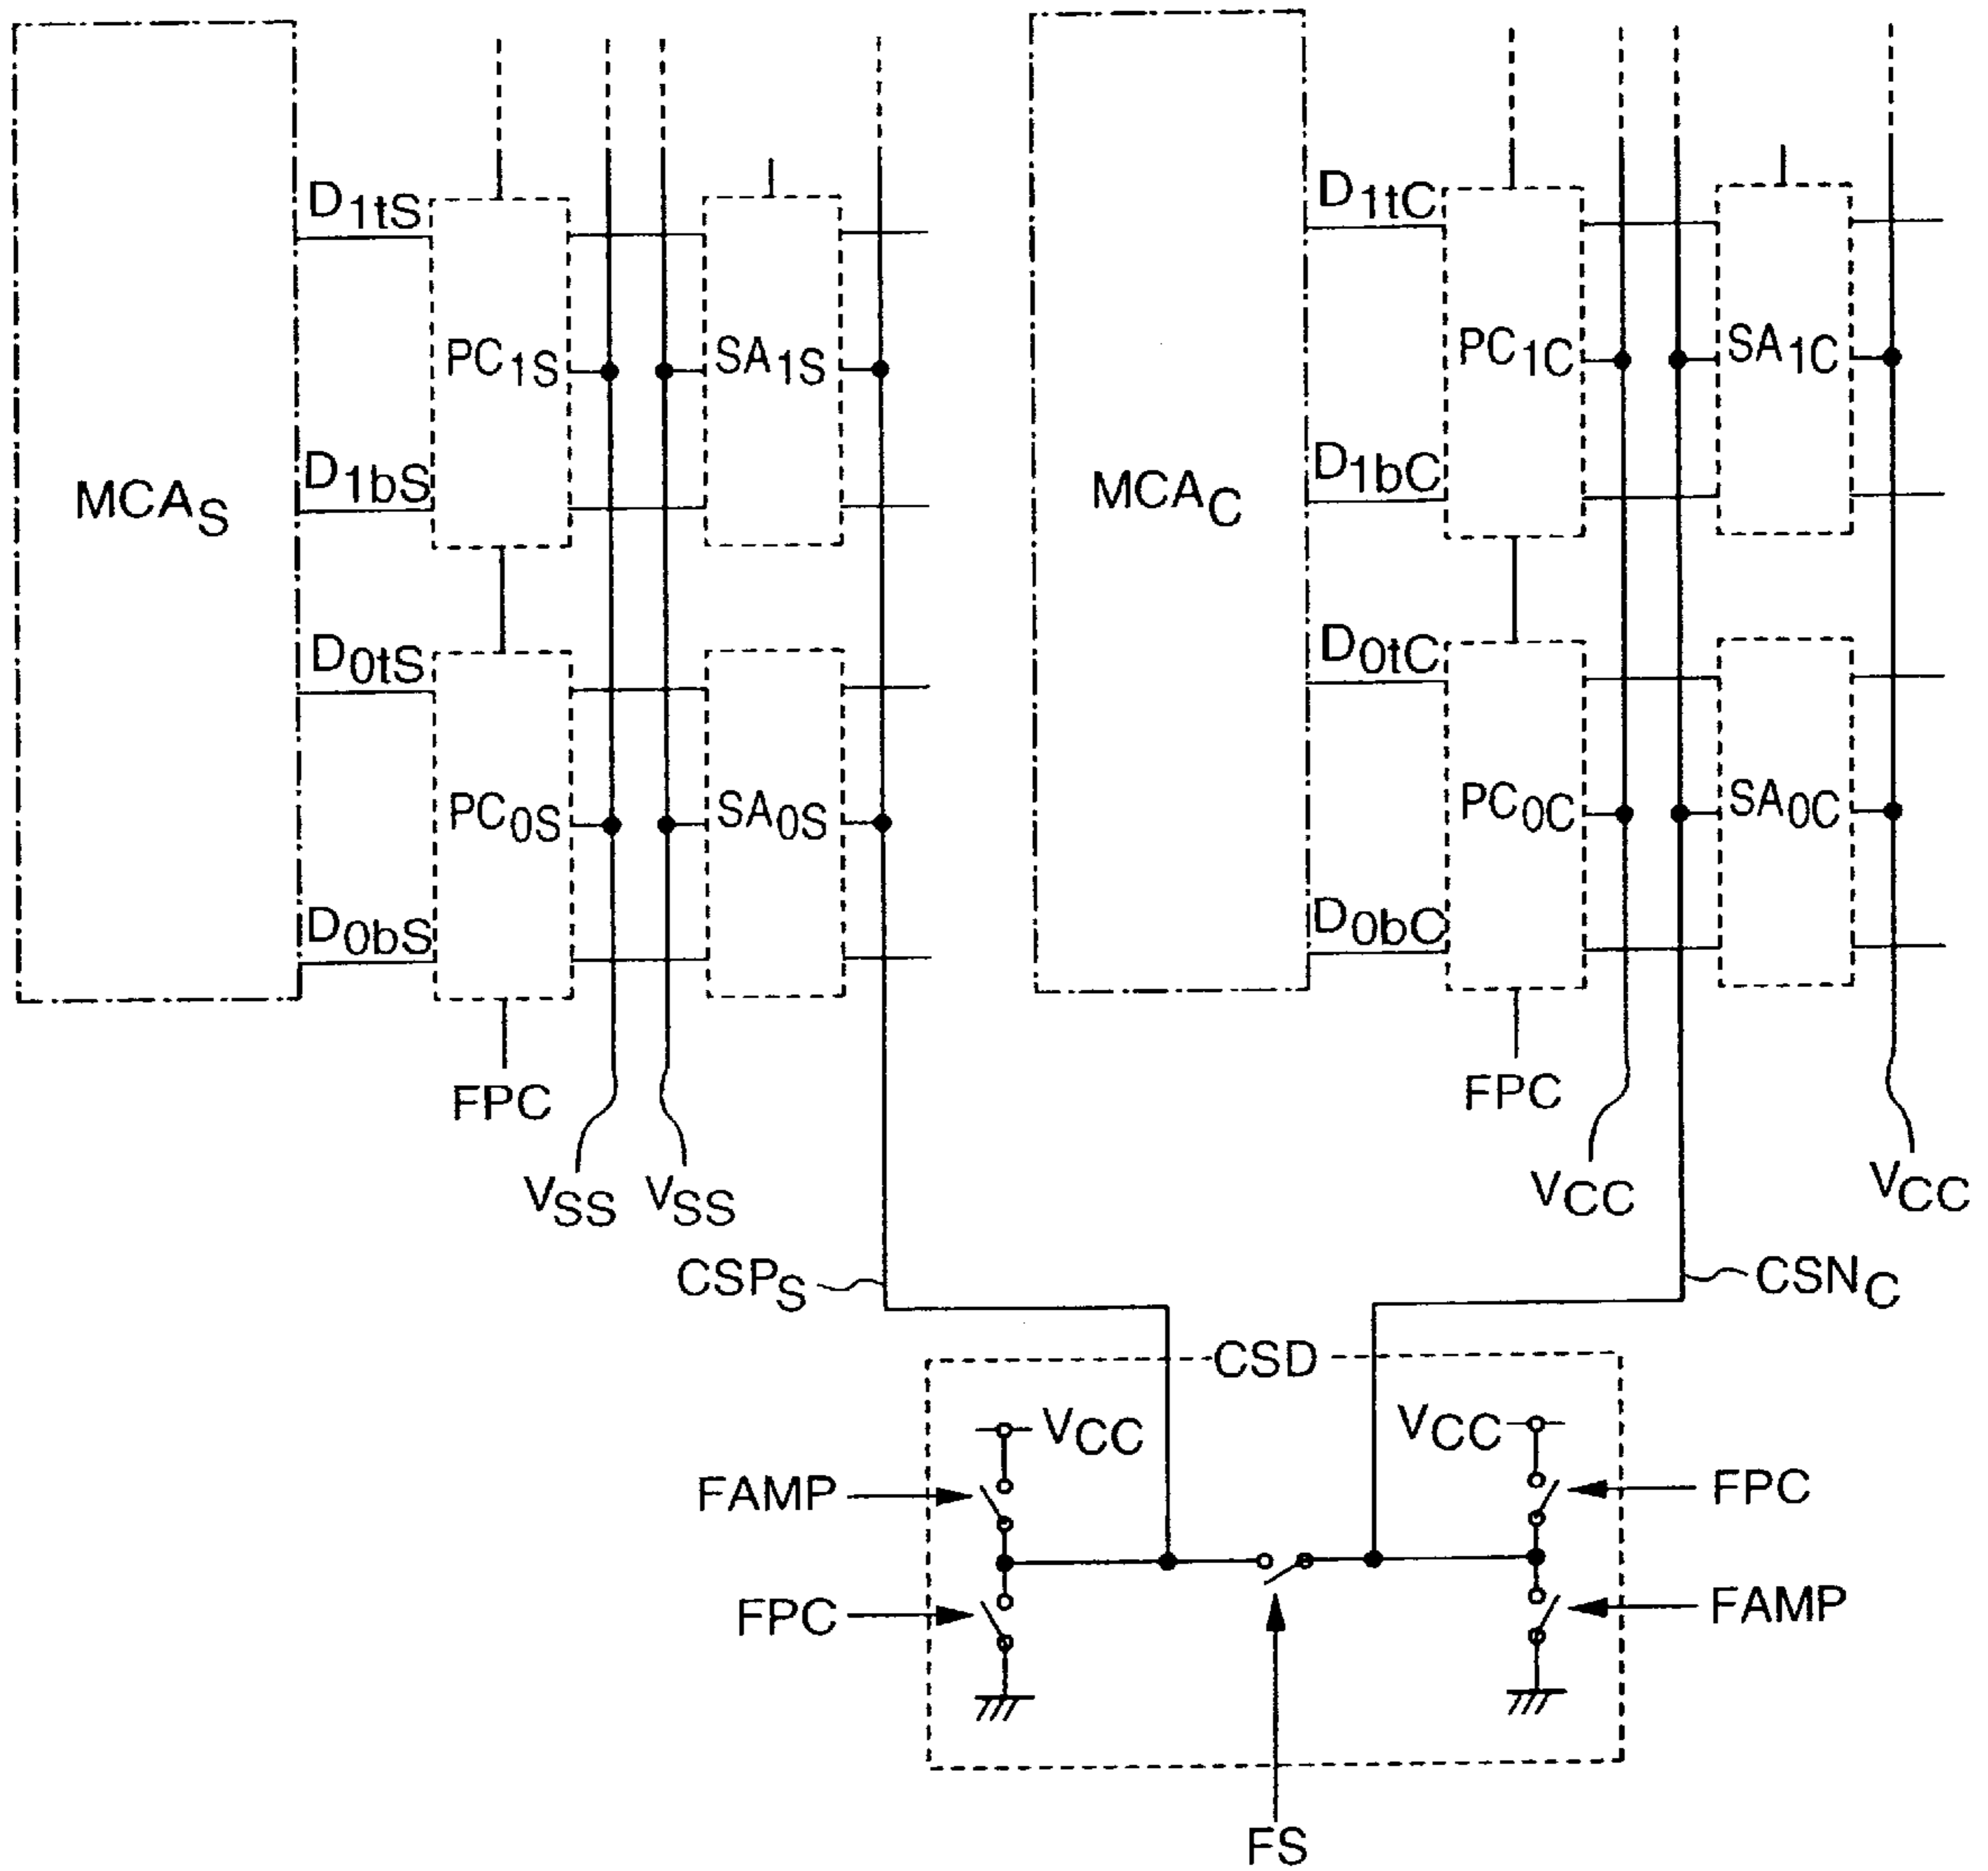 D1tS
PC1S
SA1S
MCAS
D1bS
D0tS
PC0S
SA0S
D0bS
FPC
VSS
VSS
D1tC
PC1C
SA1C
MCAC
D1bC
D0tC
PC0C
SA0C
D0bC
FPC
VCC
VCC
CSPS
CSNC
CSD
VCC
VCC
FAMP
FPC
FPC
FAMP
FS